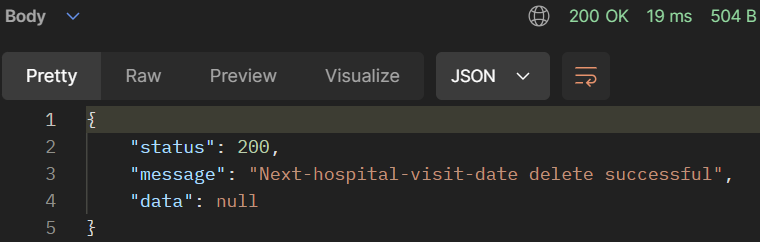 Body 200 OK 19 ms 504 B
Pretty Raw Preview Visualize JSON
1 {
2 "status": 200,
3 "message": "Next-hospital-visit-date delete successful",
4 "data": null
5 }